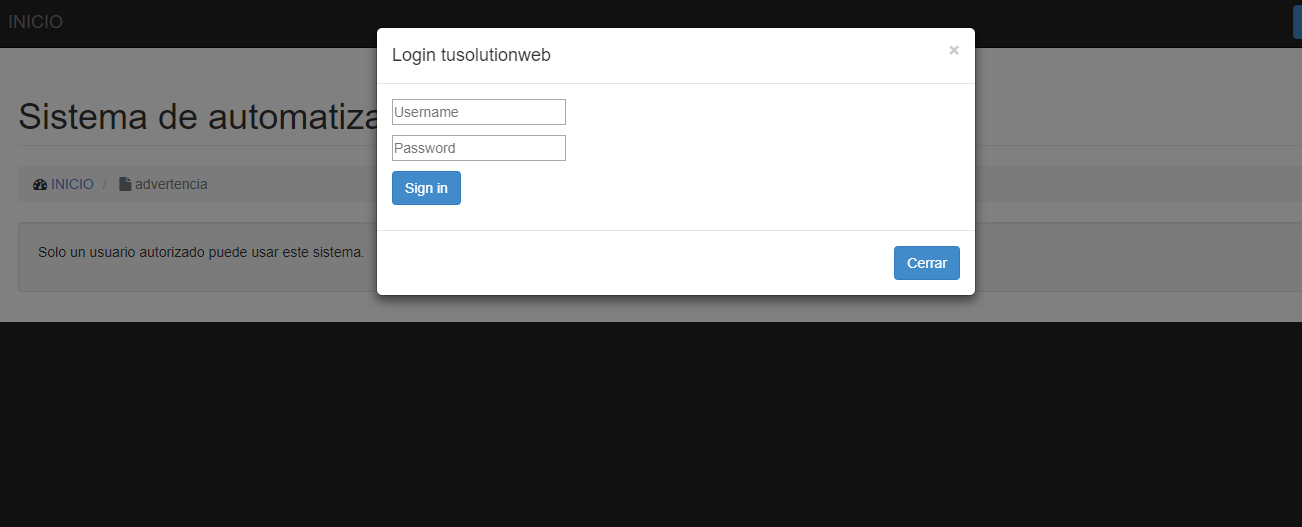 INICIO
Login tusolutionweb
×
Sistema de automatiza
Username
Password
INICIO / advertencia
Sign in
Solo un usuario autorizado puede usar este sistema.
Cerrar